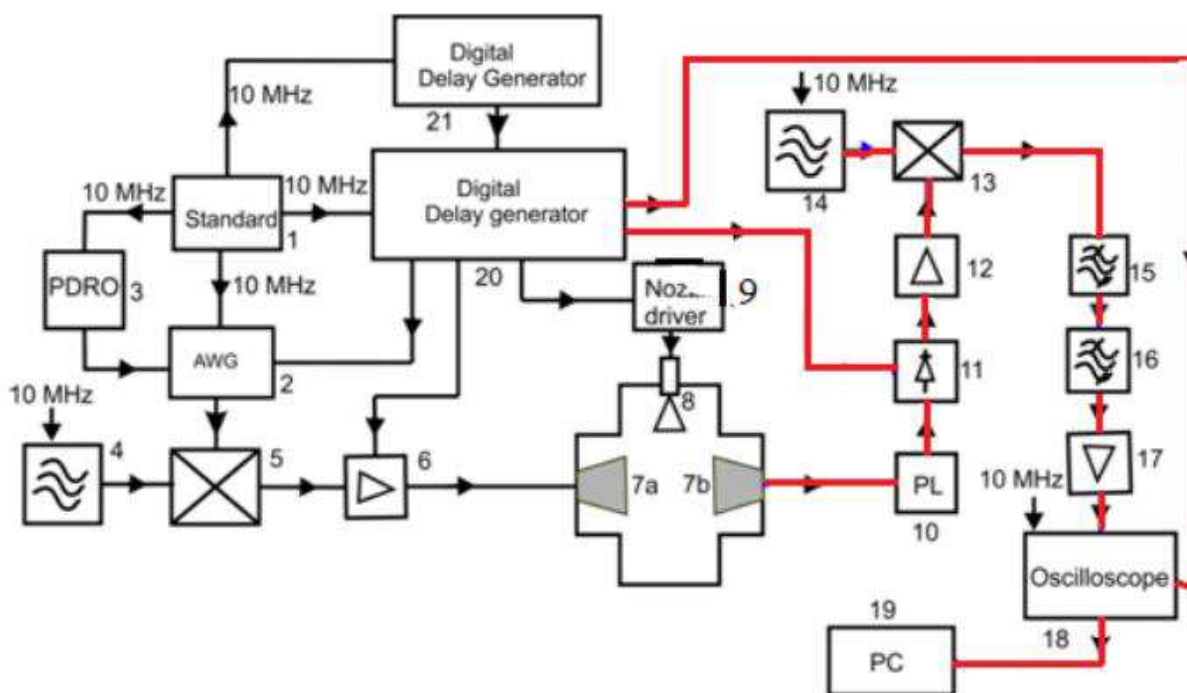 Digital
Delay Generator
21
10 MHz
10 MHz
10 MHz
Standard
1
10 MHz
PDRO
3
AWG
2
Digital
Delay generator
20
driver
9
8
10 MHz
4
5
6
7a
7b
PL
10
11
12
10 MHz
14
13
15
16
17
10 MHz
Oscilloscope
18
19
PC